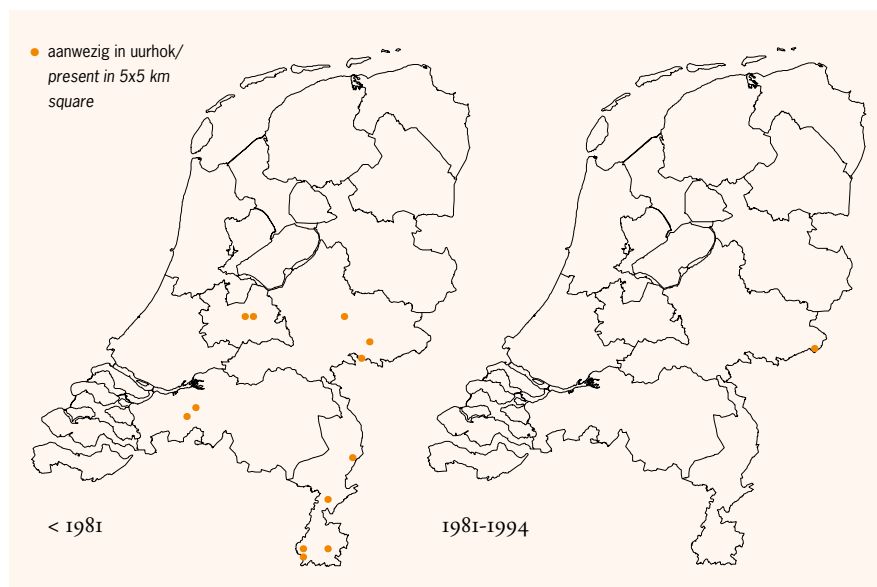 aanwezig in uurhok/
present in 5x5 km
square
< 1981
1981-1994